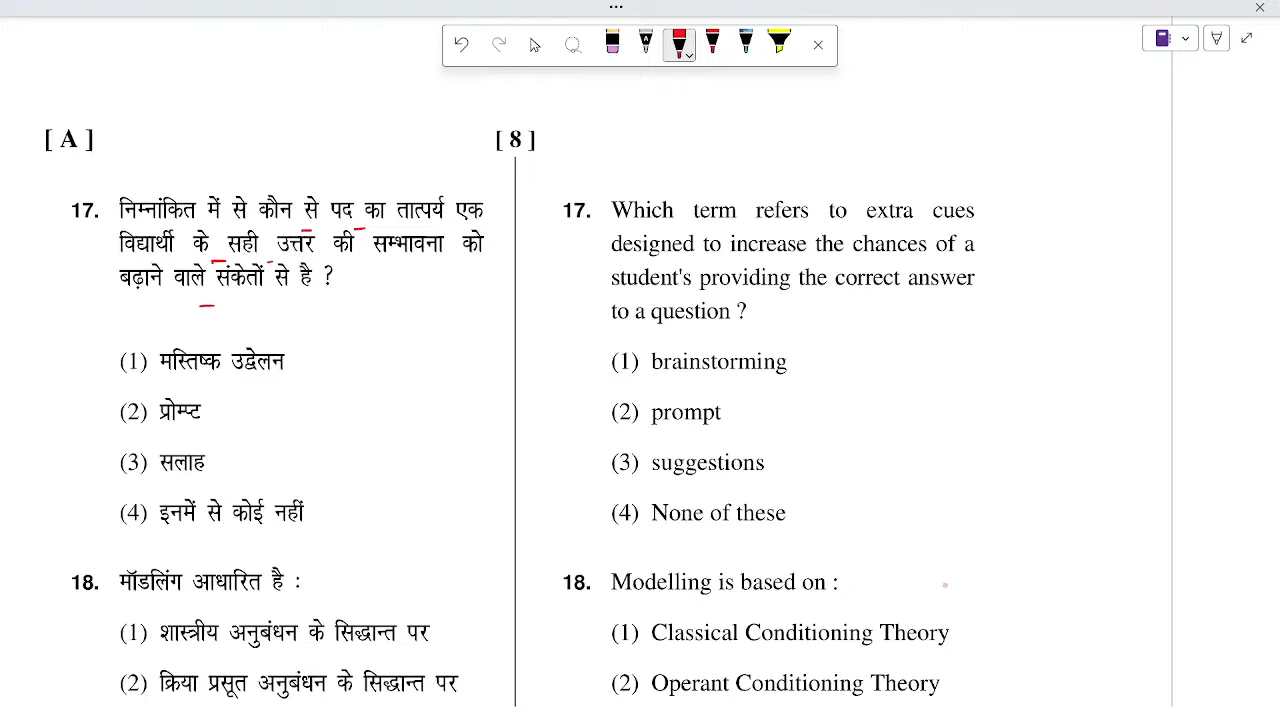 [ A ]
[ 8 ]
17. निम्नांकित में से कौन से पद का तात्पर्य एक
विद्यार्थी के सही उत्तर की सम्भावना को
बढ़ाने वाले संकेतों से है ?
(1) मस्तिष्क उद्वेलन
(2) प्रोम्प्ट
(3) सलाह
(4) इनमें से कोई नहीं
18. मॉडलिंग आधारित है :
(1) शास्त्रीय अनुबंधन के सिद्धान्त पर
(2) क्रिया प्रसूत अनुबंधन के सिद्धान्त पर
17. Which term refers to extra cues
designed to increase the chances of a
student's providing the correct answer
to a question ?
(1) brainstorming
(2) prompt
(3) suggestions
(4) None of these
18. Modelling is based on :
(1) Classical Conditioning Theory
(2) Operant Conditioning Theory